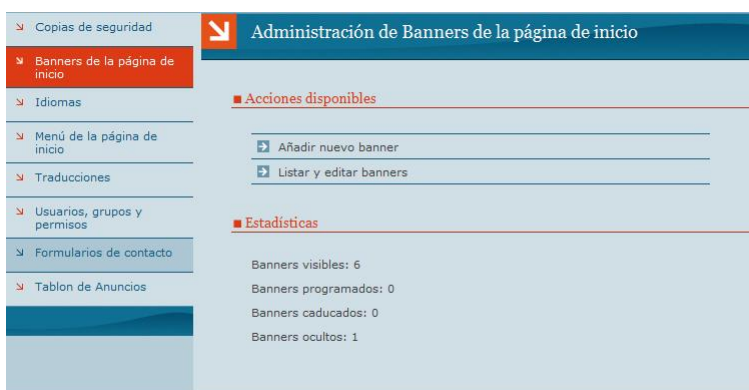 Copias de seguridad
Banners de la página de
inicio
Idiomas
Menú de la página de
inicio
Traducciones
Usuarios, grupos y
permisos
Formularios de contacto
Tablon de Anuncios
Administración de Banners de la página de inicio
Acciones disponibles
Añadir nuevo banner
Listar y editar banners
Estadísticas
Banners visibles: 6
Banners programados: 0
Banners caducados: 0
Banners ocultos: 1